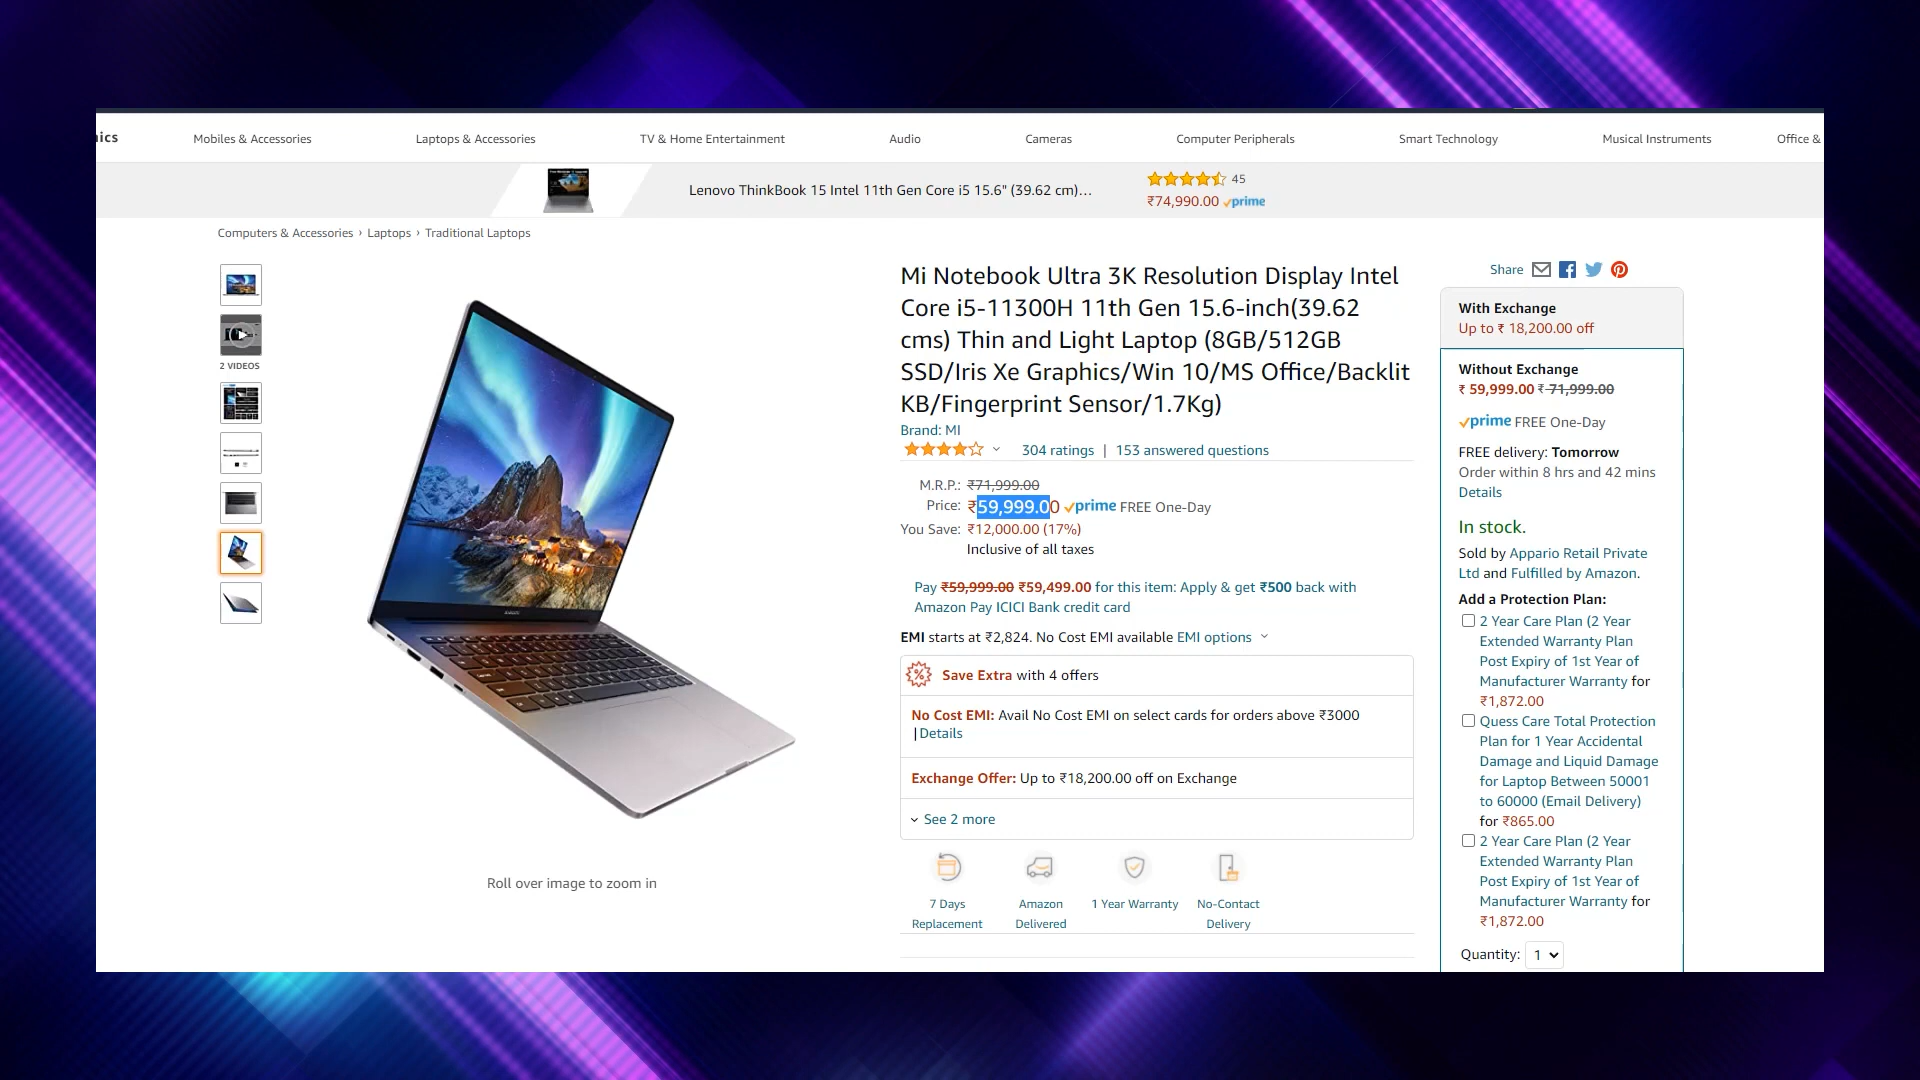 ics Mobiles & Accessories Laptops & Accessories TV & Home Entertainment Audio Cameras Computer Peripherals Smart Technology Musical Instruments Office &
Lenovo ThinkBook 15 Intel 11th Gen Core i5 15.6" (39.62 cm)...
45
₹74,990.00 prime
Computers & Accessories › Laptops › Traditional Laptops
2 VIDEOS
Roll over image to zoom in
Mi Notebook Ultra 3K Resolution Display Intel
Core i5-11300H 11th Gen 15.6-inch(39.62
cms) Thin and Light Laptop (8GB/512GB
SSD/Iris Xe Graphics/Win 10/MS Office/Backlit
KB/Fingerprint Sensor/1.7Kg)
Brand: MI
304 ratings | 153 answered questions
M.R.P.: ₹71,999.00
Price: ₹59,999.00 prime FREE One-Day
You Save: ₹12,000.00 (17%)
Inclusive of all taxes
Pay ₹59,999.00 ₹59,499.00 for this item: Apply & get ₹500 back with
Amazon Pay ICICI Bank credit card
EMI starts at ₹2,824. No Cost EMI available EMI options
Save Extra with 4 offers
No Cost EMI: Avail No Cost EMI on select cards for orders above ₹3000
|Details
Exchange Offer: Up to ₹18,200.00 off on Exchange
See 2 more
7 Days
Replacement
Amazon
Delivered
1 Year Warranty
No-Contact
Delivery
Share
With Exchange
Up to ₹ 18,200.00 off
Without Exchange
₹ 59,999.00 ₹ 71,999.00
prime FREE One-Day
FREE delivery: Tomorrow
Order within 8 hrs and 42 mins
Details
In stock.
Sold by Appario Retail Private
Ltd and Fulfilled by Amazon.
Add a Protection Plan:
2 Year Care Plan (2 Year
Extended Warranty Plan
Post Expiry of 1st Year of
Manufacturer Warranty for
₹1,872.00
Quess Care Total Protection
Plan for 1 Year Accidental
Damage and Liquid Damage
for Laptop Between 50001
to 60000 (Email Delivery)
for ₹865.00
2 Year Care Plan (2 Year
Extended Warranty Plan
Post Expiry of 1st Year of
Manufacturer Warranty for
₹1,872.00
Quantity: 1